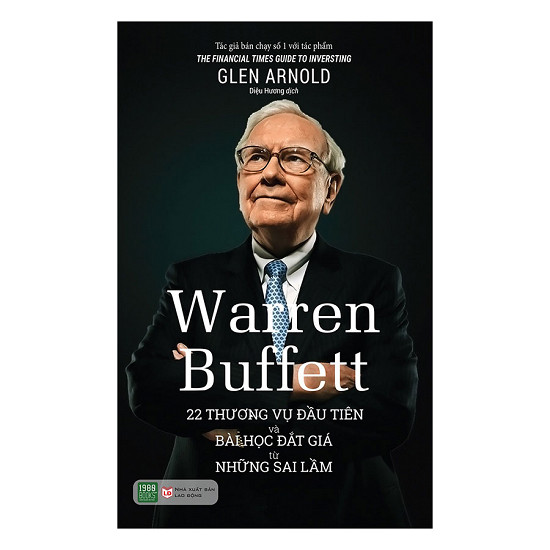 Tác giả bán chạy số 1 với tác phẩm
THE FINANCIAL TIMES GUIDE TO INVERSTING
GLEN ARNOLD
Diệu Hương dịch
Warren
Buffett
22 THƯƠNG VỤ ĐẦU TIÊN
và
BÀI HỌC ĐẮT GIÁ
từ
NHỮNG SAI LẦM
1980 BOOKS
NHÀ XUẤT BẢN
LAO ĐỘNG